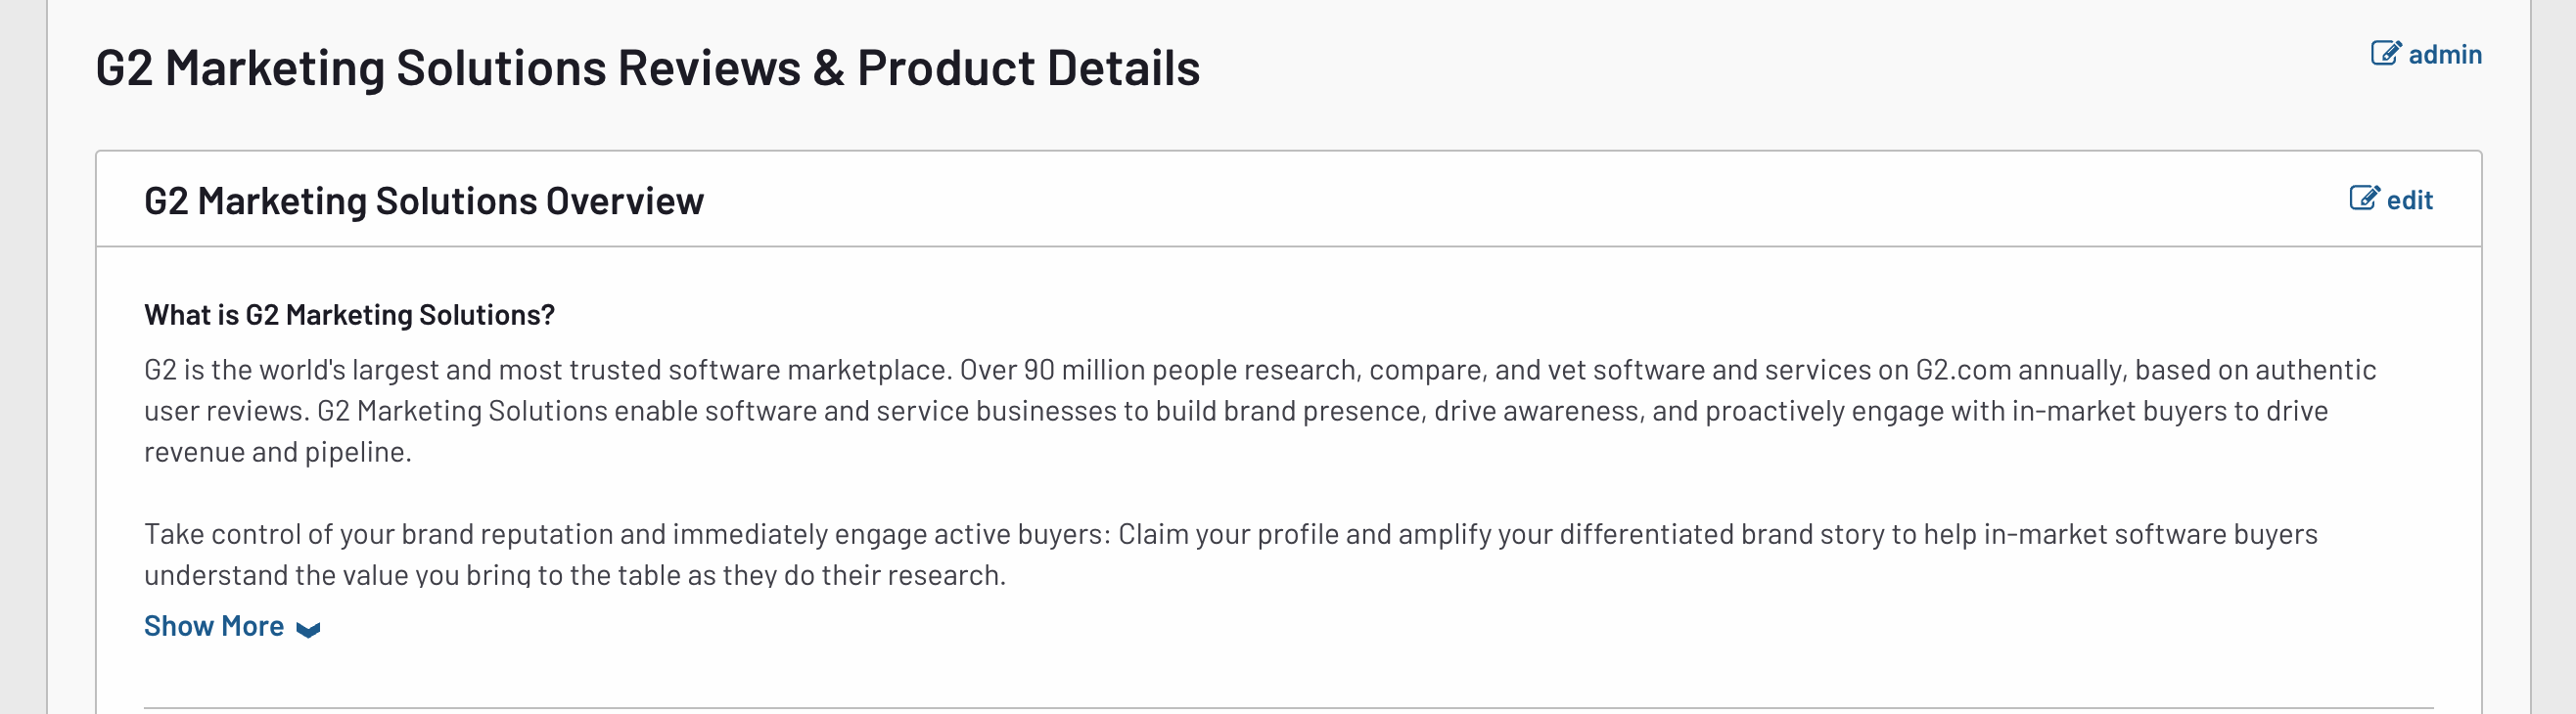 G2 Marketing Solutions Reviews & Product Details
admin
G2 Marketing Solutions Overview
edit
What is G2 Marketing Solutions?
G2 is the world's largest and most trusted software marketplace. Over 90 million people research, compare, and vet software and services on G2.com annually, based on authentic
user reviews. G2 Marketing Solutions enable software and service businesses to build brand presence, drive awareness, and proactively engage with in-market buyers to drive
revenue and pipeline.
Take control of your brand reputation and immediately engage active buyers: Claim your profile and amplify your differentiated brand story to help in-market software buyers
understand the value you bring to the table as they do their research.
Show More